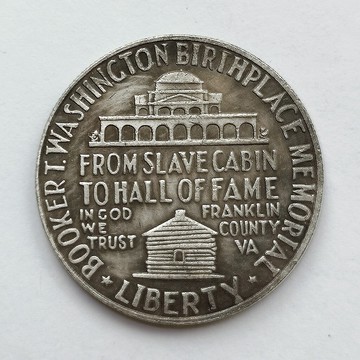 BOOKER T. WASHINGTON BIRTHPLACE MEMORIAL
FROM SLAVE CABIN
TO HALL OF FAME
IN GOD
WE
TRUST
FRANKLIN
COUNTY
VA
LIBERTY